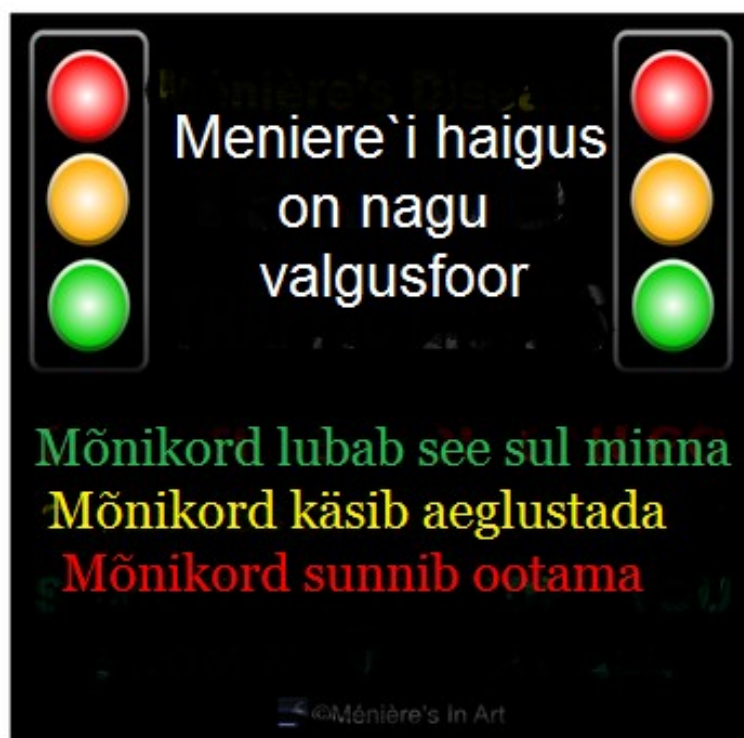 Meniere`i haigus
on nagu
valgusfoor
Mõnikord lubab see sul minna
Mõnikord käsib aeglustada
Mõnikord sunnib ootama
©Ménière's In Art